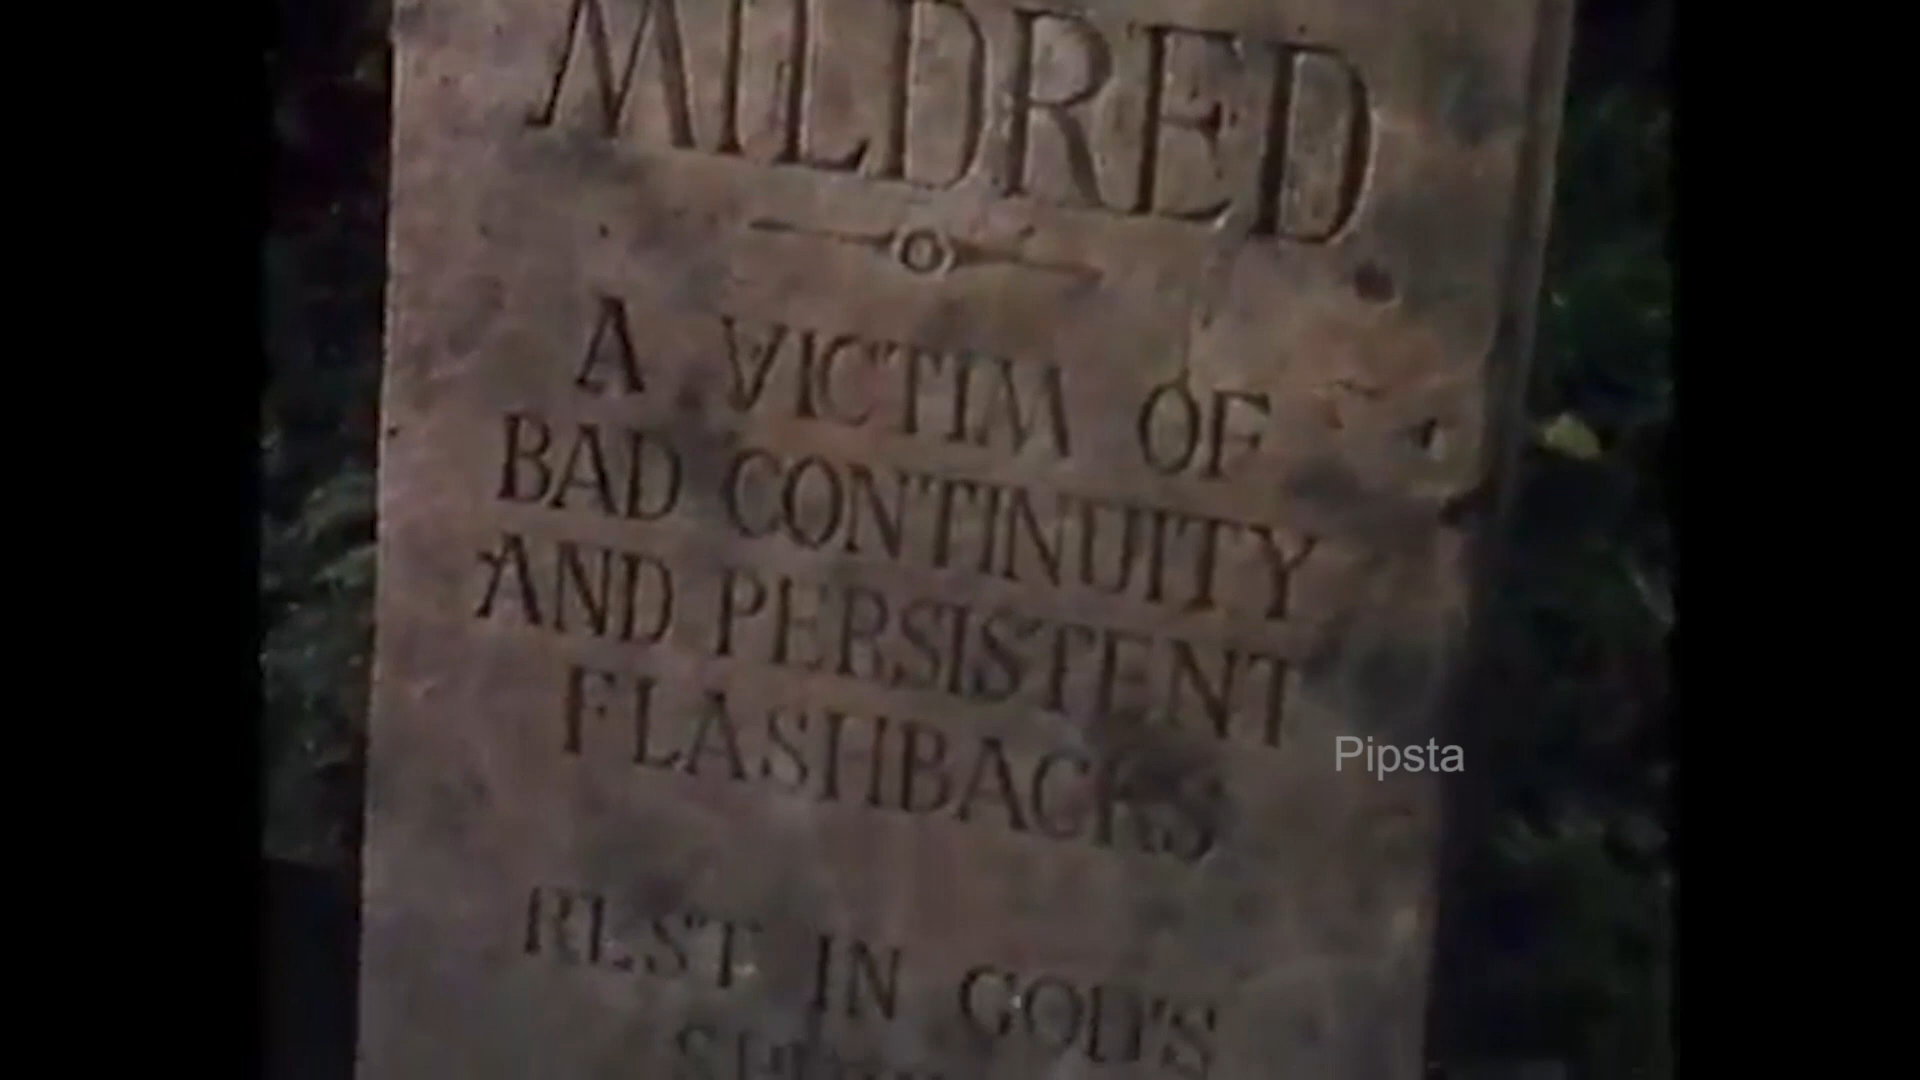 MILDRED
A VICTIM OF
BAD CONTINUITY
AND PERSISTENT
FLASHBACKS
Pipsta
REST IN GOD'S